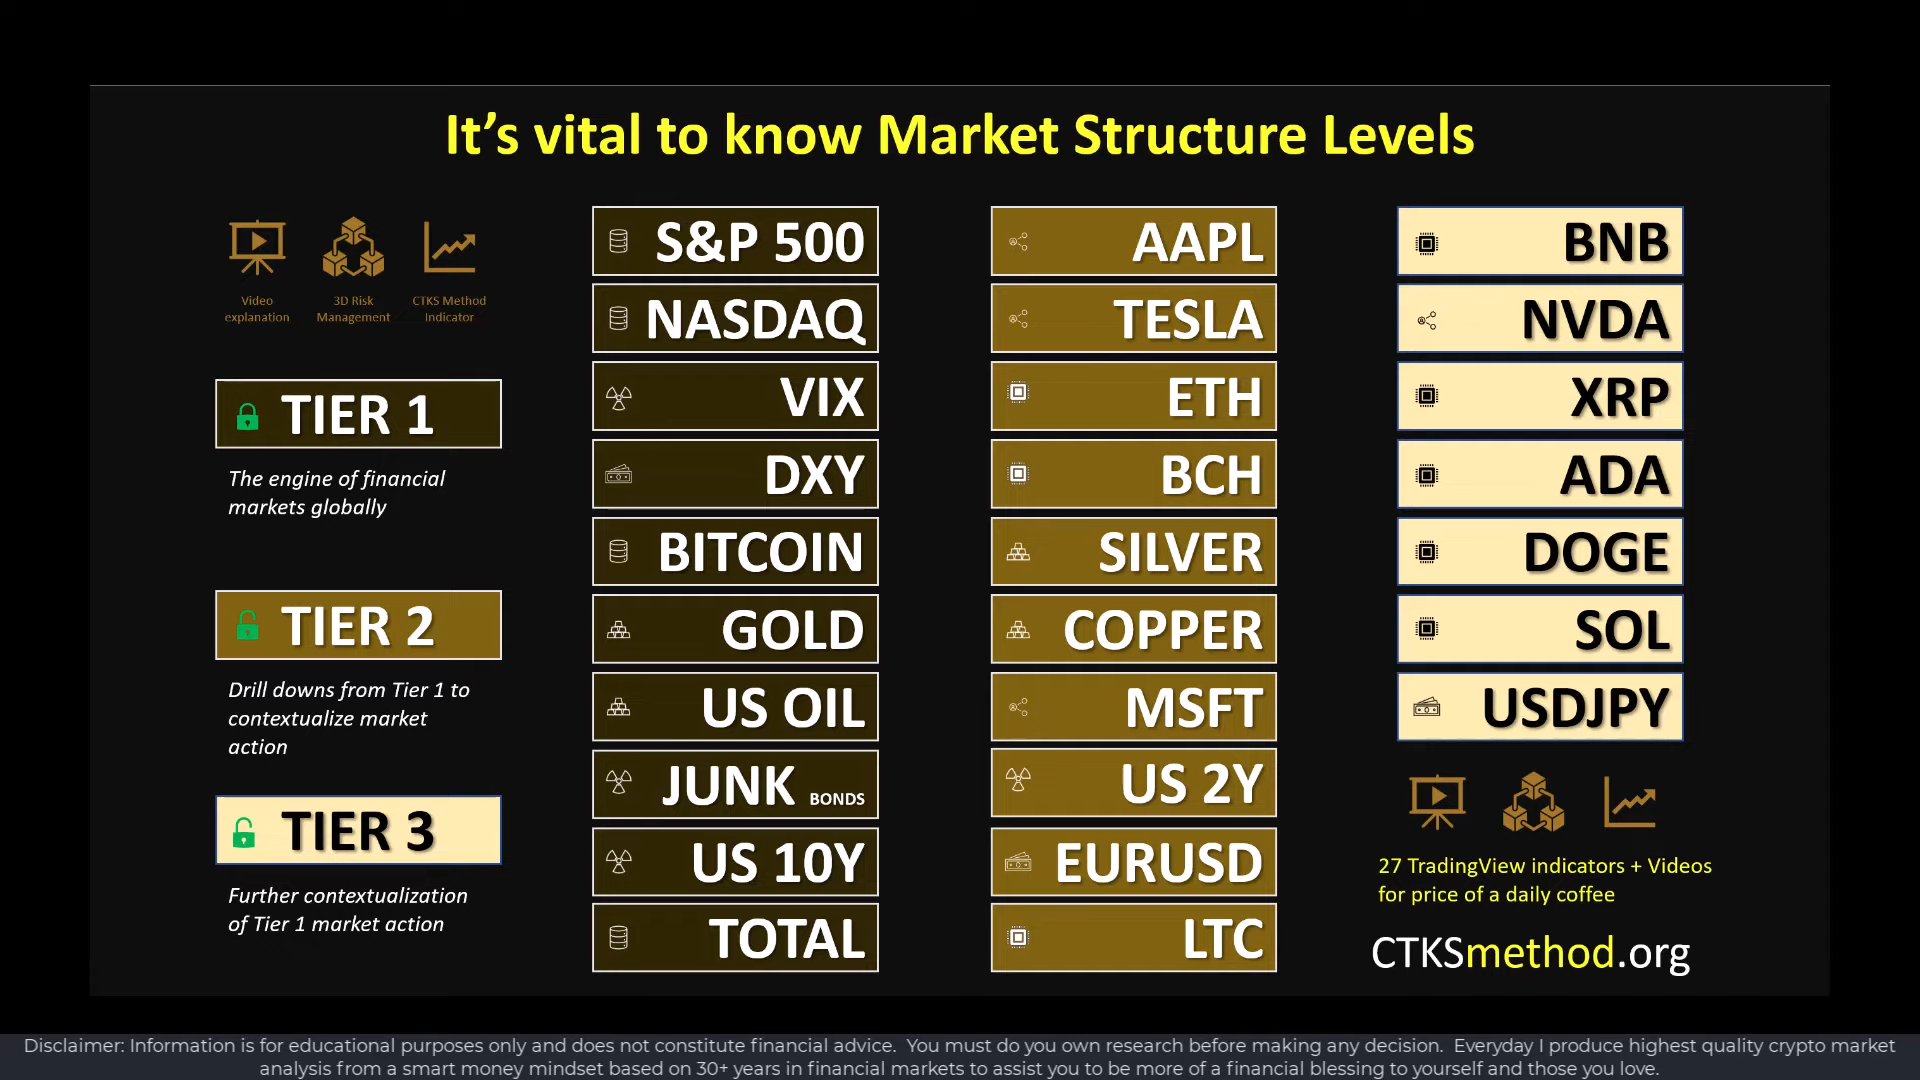 It's vital to know Market Structure Levels
Video
explanation
3D Risk
Management
CTKS Method
Indicator
TIER 1
The engine of financial
markets globally
TIER 2
Drill downs from Tier 1 to
contextualize market
action
TIER 3
Further contextualization
of Tier 1 market action
S&P 500
NASDAQ
VIX
DXY
BITCOIN
GOLD
US OIL
JUNK BONDS
US 10Y
TOTAL
AAPL
TESLA
ETH
BCH
SILVER
COPPER
MSFT
US 2Y
EURUSD
LTC
BNB
NVDA
XRP
ADA
DOGE
SOL
USDJPY
27 TradingView indicators + Videos
for price of a daily coffee
CTKSmethod.org
Disclaimer: Information is for educational purposes only and does not constitute financial advice. You must do you own research before making any decision. Everyday I produce highest quality crypto market
analysis from a smart money mindset based on 30+ years in financial markets to assist you to be more of a financial blessing to yourself and those you love.